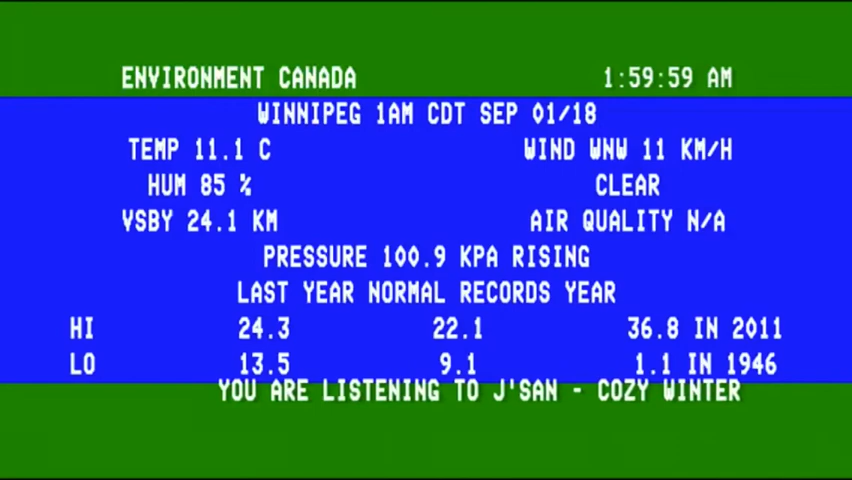 ENVIRONMENT CANADA 1:59:59 AM
WINNIPEG 1AM CDT SEP 01/18
TEMP 11.1 C WIND WNW 11 KM/H
HUM 85 % CLEAR
VSBY 24.1 KM AIR QUALITY N/A
PRESSURE 100.9 KPA RISING
LAST YEAR NORMAL RECORDS YEAR
HI 24.3 22.1 36.8 IN 2011
LO 13.5 9.1 1.1 IN 1946
YOU ARE LISTENING TO J'SAN - COZY WINTER